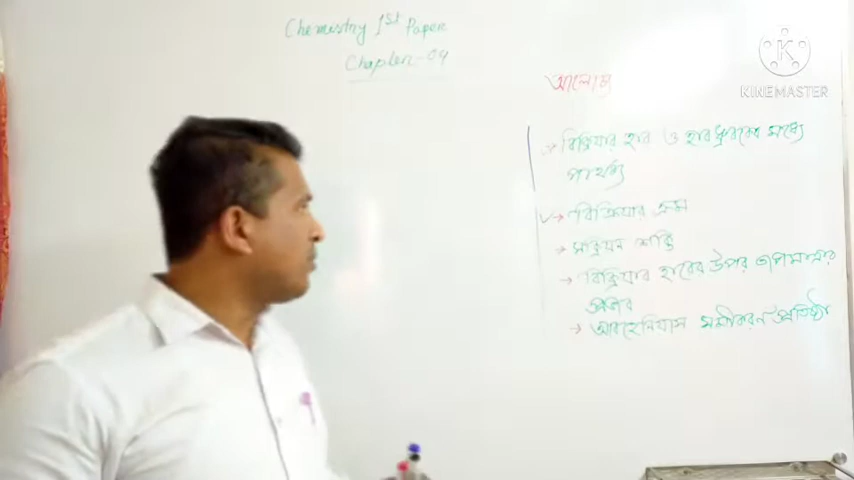 Chemistry 1st Paper
Chapter-04
KINEMASTER
আলোচ্য
→ বিক্রিয়ার হার ও হার ধ্রুবকের মধ্যে
পার্থক্য
→ বিক্রিয়ার ক্রম
→ সক্রিয়ন শক্তি
→ বিক্রিয়ার হারের উপর তাপমাত্রার
প্রভাব
→ আরহেনিয়াস সমীকরণ প্রতিষ্ঠা